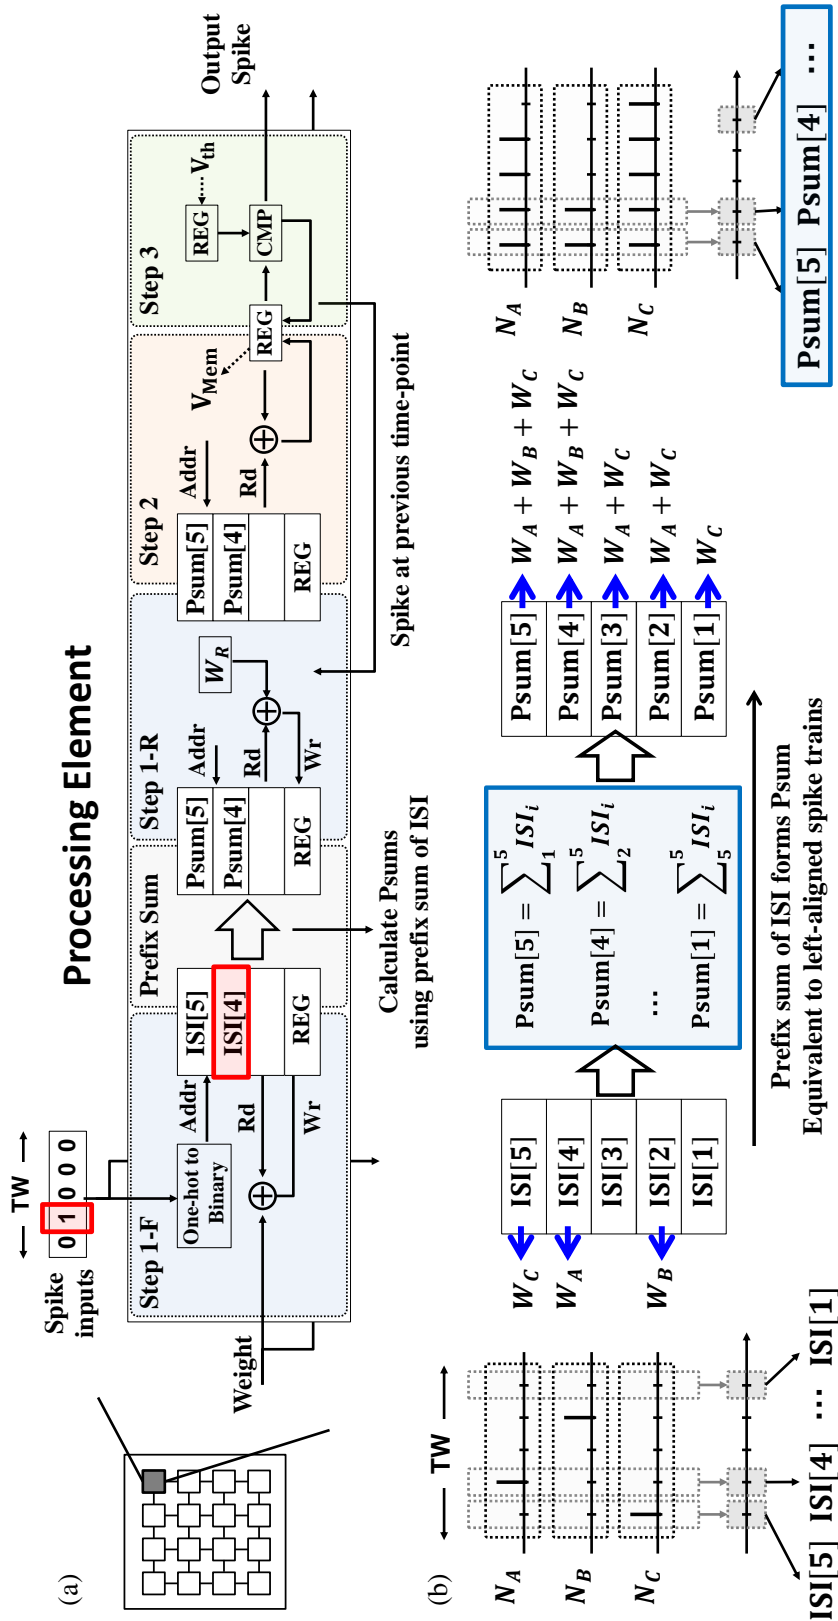 (a)
Processing Element
TW
Spike
inputs
0 1 0 0 0 0
Step 1-F
One-hot to
Binary
Weight
Addr
Rd
Wr
ISI[5]
ISI[4]
REG
Prefix Sum
Calculate Psums
using prefix sum of ISI
Psum[5]
Psum[4]
REG
Step 1-R
Addr
Rd
Wr
W_R
Psum[5]
Psum[4]
REG
Step 2
Addr
Rd
V_Mem
REG
Spike at previous time-point
Step 3
REG
V_th
CMP
Output
Spike
(b)
TW
N_A
N_B
N_C
ISI[5] ISI[4] ... ISI[1]
W_C
W_A
W_B
ISI[5]
ISI[4]
ISI[3]
ISI[2]
ISI[1]
Psum[5] = ∑_1^5 ISI_i
Psum[4] = ∑_2^5 ISI_i
...
Psum[1] = ∑_5^5 ISI_i
Psum[5]
Psum[4]
Psum[3]
Psum[2]
Psum[1]
W_A + W_B + W_C
W_A + W_B + W_C
W_A + W_C
W_A + W_C
W_C
Prefix sum of ISI forms Psum
Equivalent to left-aligned spike trains
N_A
N_B
N_C
Psum[5] Psum[4] ...